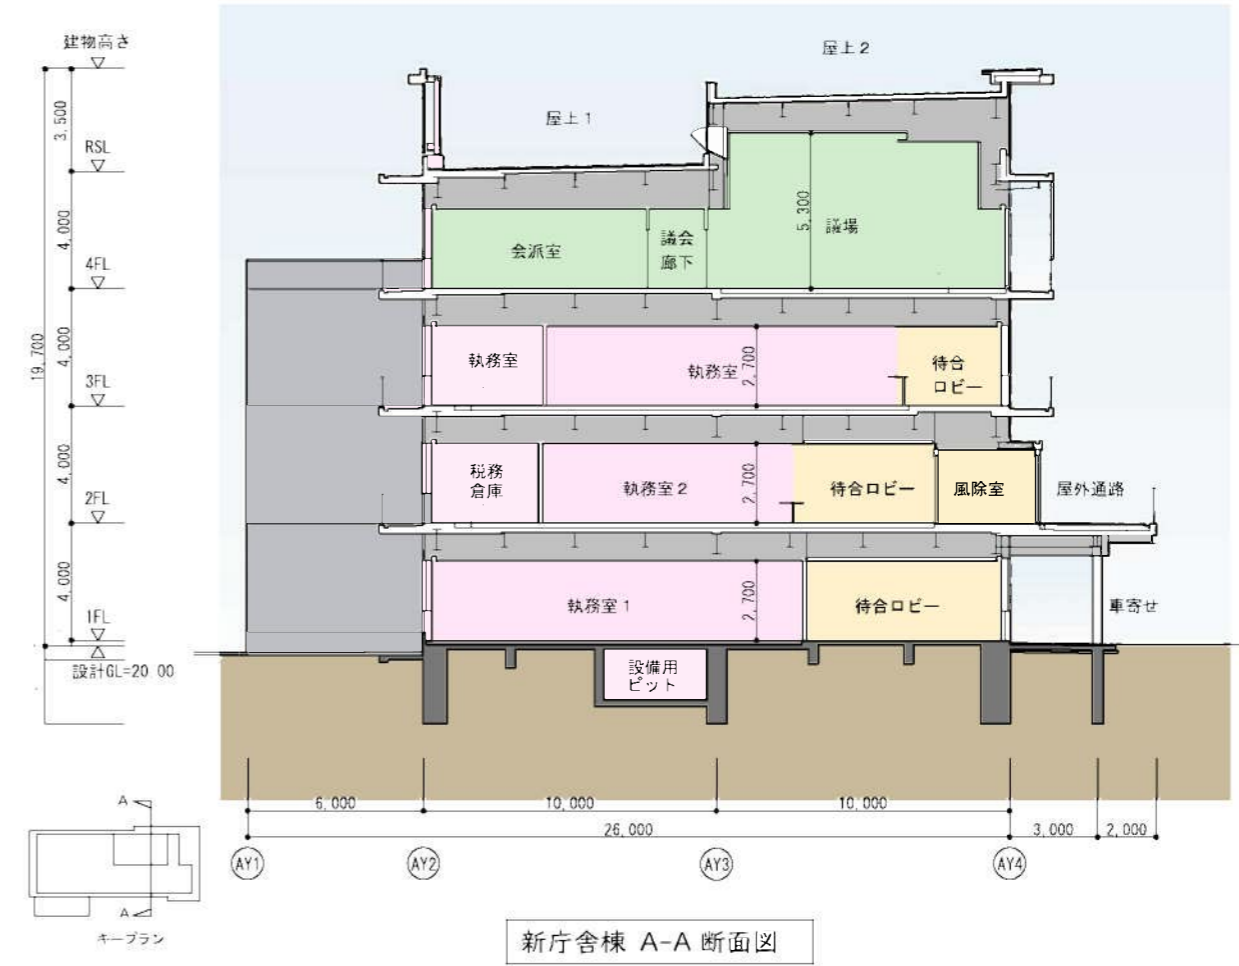 建物高さ
屋上2
屋上1
3,500
RSL
4,000
5,300
会派室
議会
廊下
議場
4FL
4,000
19,700
執務室
執務室
2,700
待合
ロビー
3FL
4,000
税務
倉庫
執務室2
2,700
待合ロビー
風除室
屋外通路
2FL
4,000
執務室1
2,700
待合ロビー
車寄せ
1FL
設計GL=20.00
設備用
ピット
6,000
10,000
10,000
26,000
3,000
2,000
AY1
AY2
AY3
AY4
A
A
キープラン
新庁舎棟 A-A 断面図